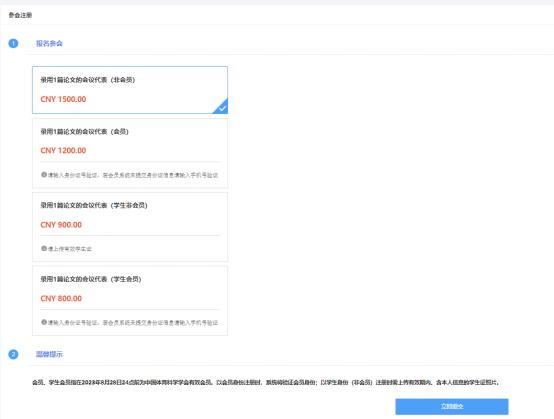 参会注册
1 报名参会
录用1篇论文的会议代表（非会员）
CNY 1500.00
录用1篇论文的会议代表（会员）
CNY 1200.00
请输入身份证号验证，若会员系统未提交身份证信息请输入手机号验证
录用1篇论文的会议代表（学生非会员）
CNY 900.00
请上传有效学生证
录用1篇论文的会议代表（学生会员）
CNY 800.00
请输入身份证号验证，若会员系统未提交身份证信息请输入手机号验证
2 温馨提示
会员、学生会员指在2023年8月28日24点前为中国体育科学学会有效会员。以会员身份注册时，系统将验证会员身份；以学生身份（非会员）注册时需上传有效期内、含本人信息的学生证照片。
立即提交